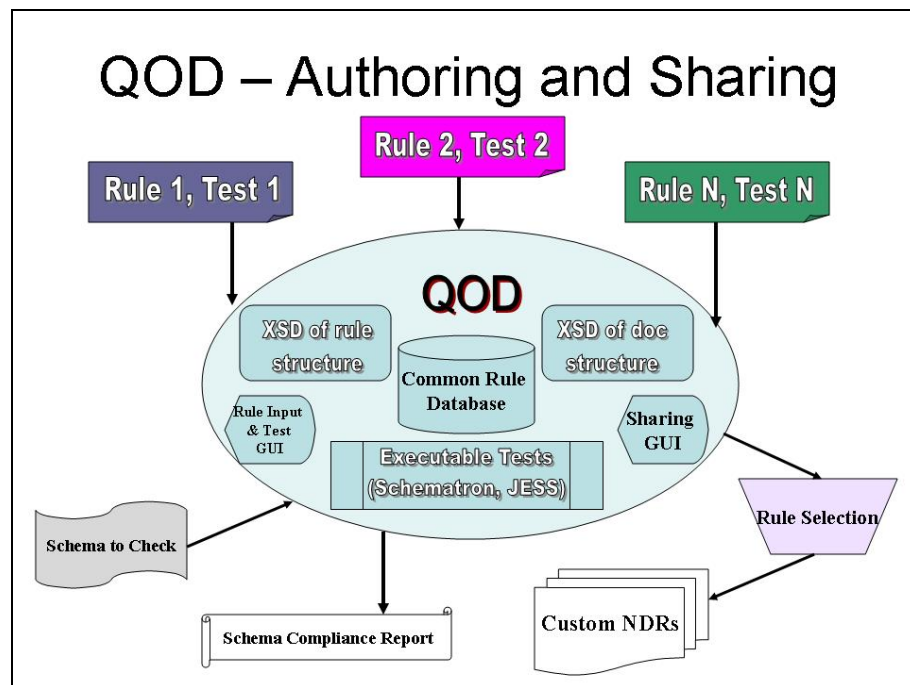 QOD – Authoring and Sharing
Rule 1, Test 1
Rule 2, Test 2
Rule N, Test N
QOD
XSD of rule
structure
XSD of doc
structure
Common Rule
Database
Rule Input
& Test
GUI
Sharing
GUI
Executable Tests
(Schematron, JESS)
Schema to Check
Rule Selection
Schema Compliance Report
Custom NDRs